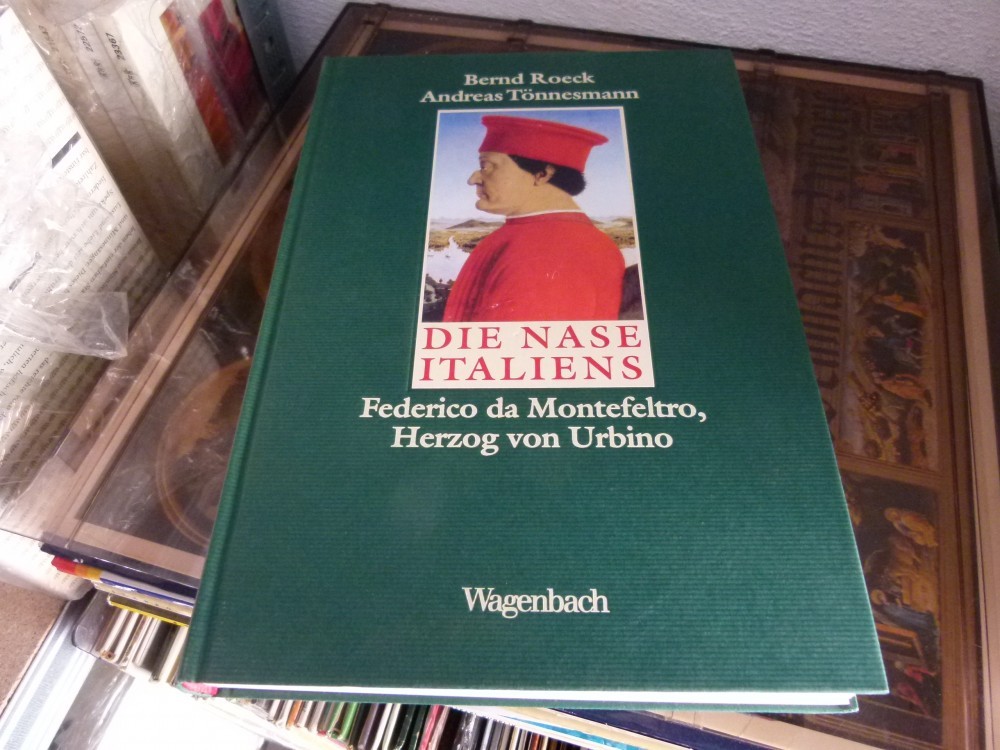 Bernd Roeck
Andreas Tönnesmann
DIE NASE
ITALIENS
Federico da Montefeltro,
Herzog von Urbino
Wagenbach